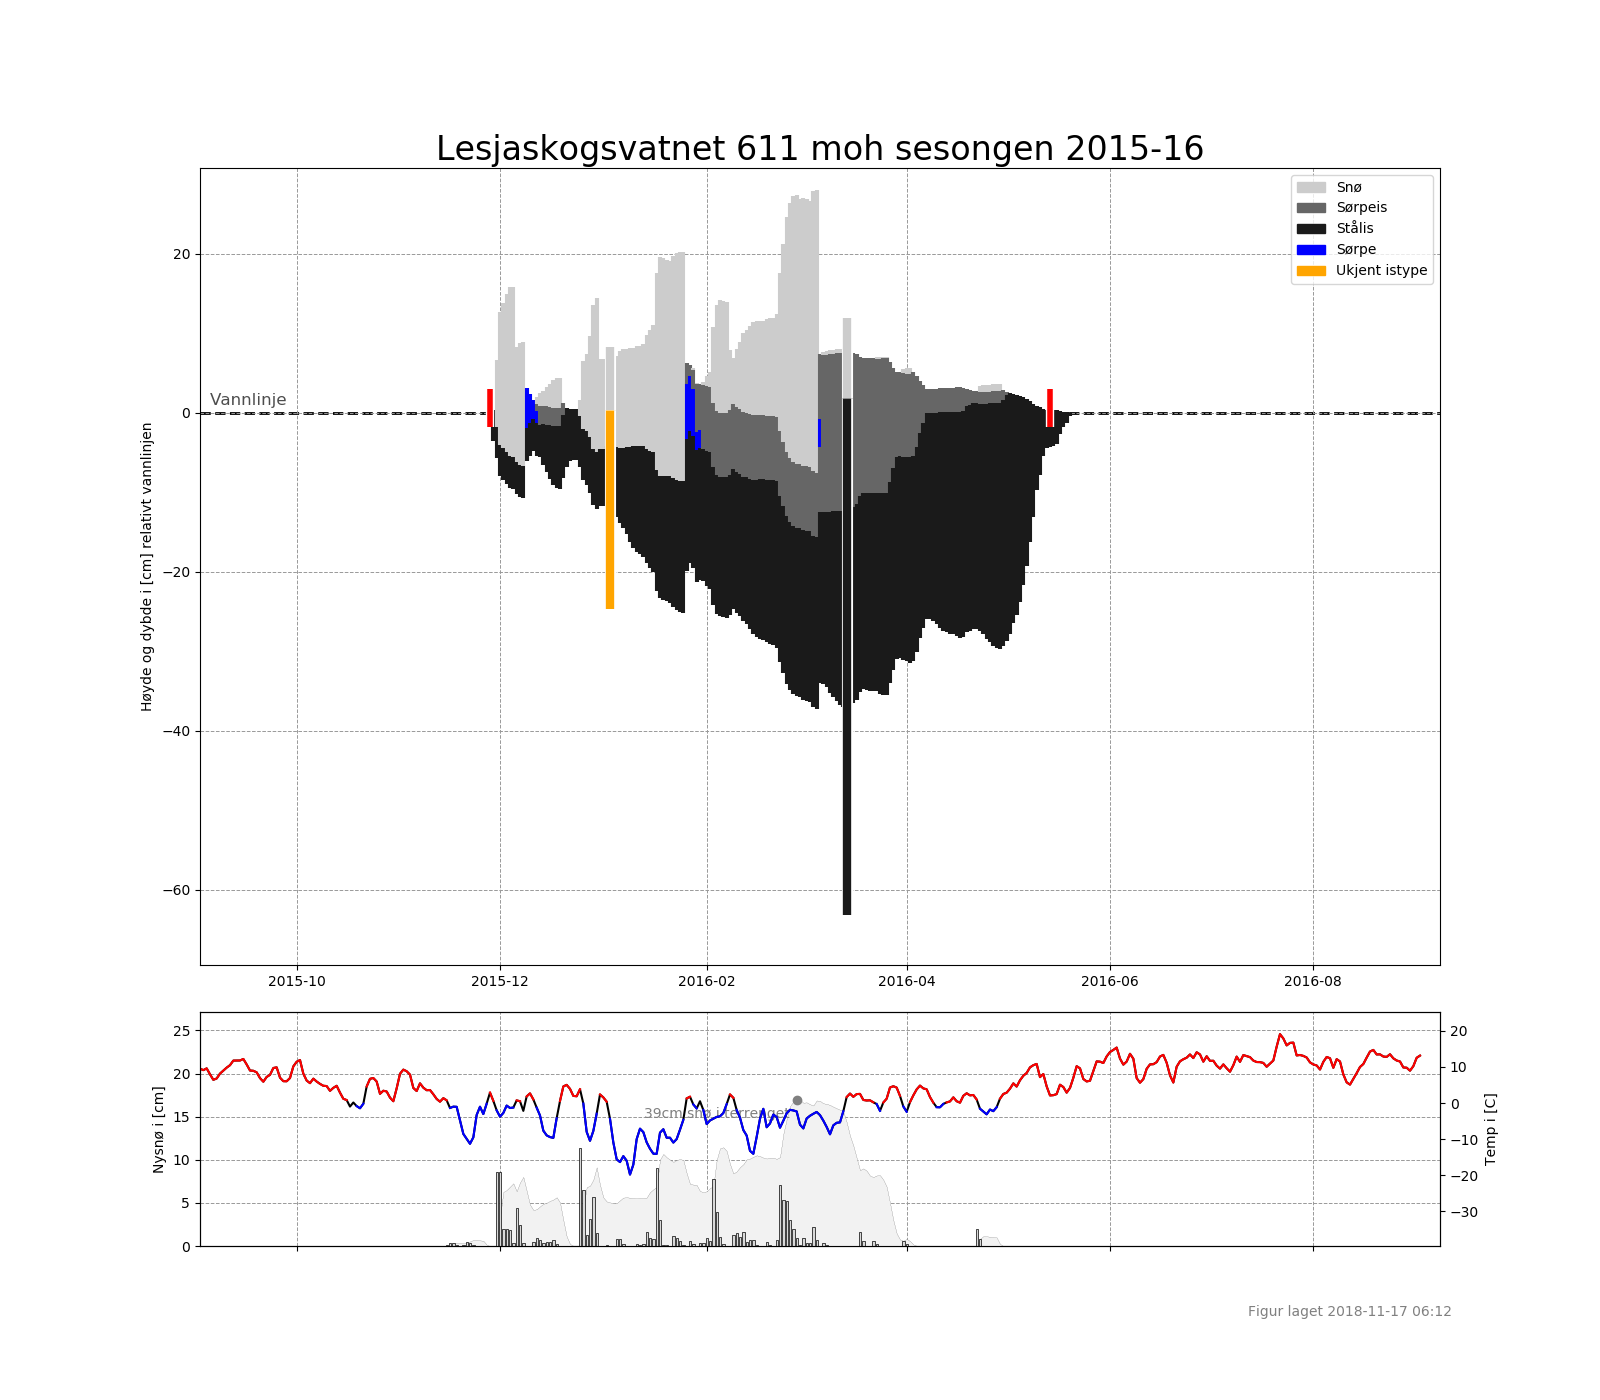 Lesjaskogsvatnet 611 moh sesongen 2015-16
Snø
Sørpeis
Stålis
Sørpe
Ukjent istype
Vannlinje
Høyde og dybde i [cm] relativt vannlinjen
20
0
−20
−40
−60
2015-10 2015-12 2016-02 2016-04 2016-06 2016-08
Nysnø i [cm]
25
20
15
10
5
0
39cm snø i terrenget
20
10
0
−10
−20
−30
Temp i [C]
Figur laget 2018-11-17 06:12